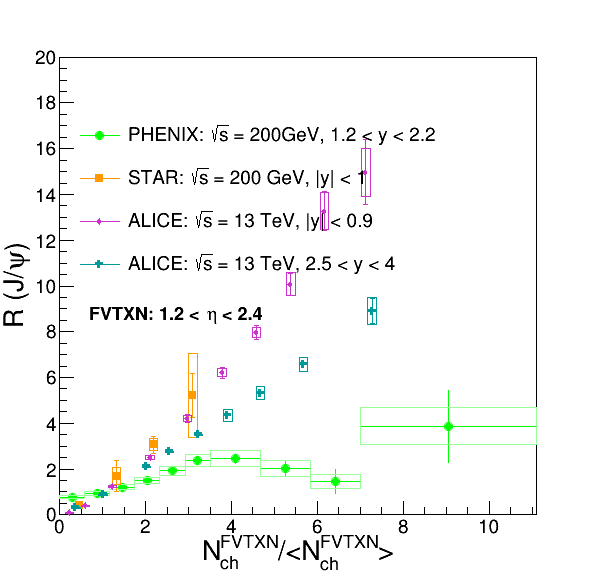 20
18
16
14
12
10
8
6
4
2
0
R (J/ψ)
PHENIX: √s = 200GeV, 1.2 < y < 2.2
STAR: √s = 200 GeV, |y| < 1
ALICE: √s = 13 TeV, |y| < 0.9
ALICE: √s = 13 TeV, 2.5 < y < 4
FVTXN: 1.2 < η < 2.4
0 2 4 6 8 10
N_ch^FVTXN/<N_ch^FVTXN>